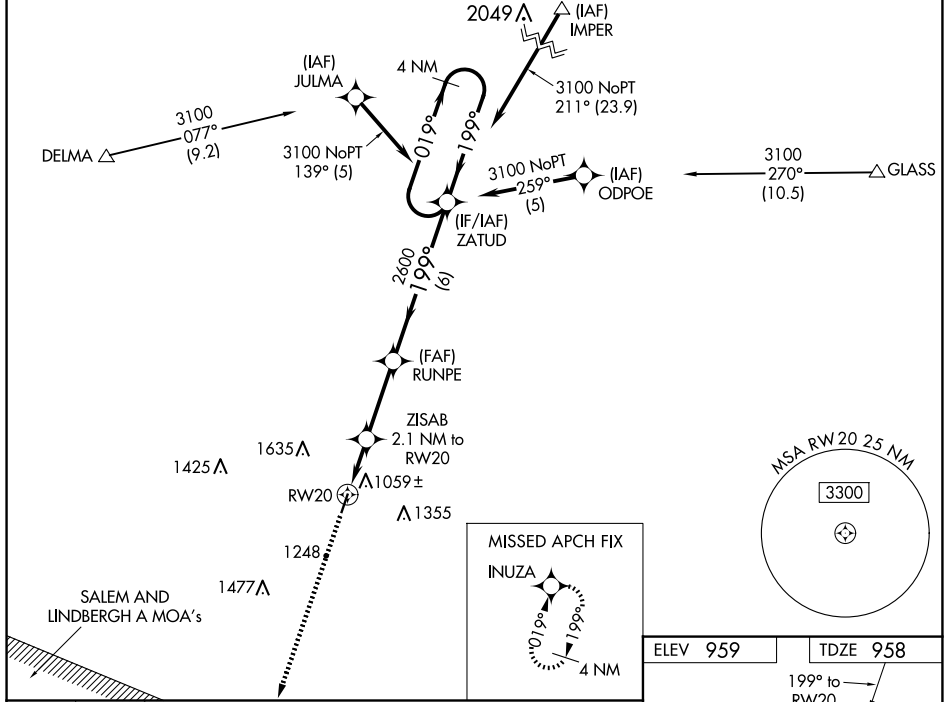 2049
(IAF)
IMPER
(IAF)
JULMA
4 NM
3100 NoPT
211° (23.9)
3100
077°
(9.2)
DELMA
3100 NoPT
139° (5)
019°
199°
3100 NoPT
259°
(5)
(IAF)
ODPOE
3100
270°
(10.5)
GLASS
(IF/IAF)
ZATUD
2600
199°
(6)
(FAF)
RUNPE
ZISAB
2.1 NM to
RW20
1635
1425
1059 ±
RW20
1355
MSA RW 20 25 NM
3300
1248
1477
MISSED APCH FIX
INUZA
019°
199°
4 NM
SALEM AND
LINDBERGH A MOA's
ELEV 959
TDZE 958
199° to
RW20